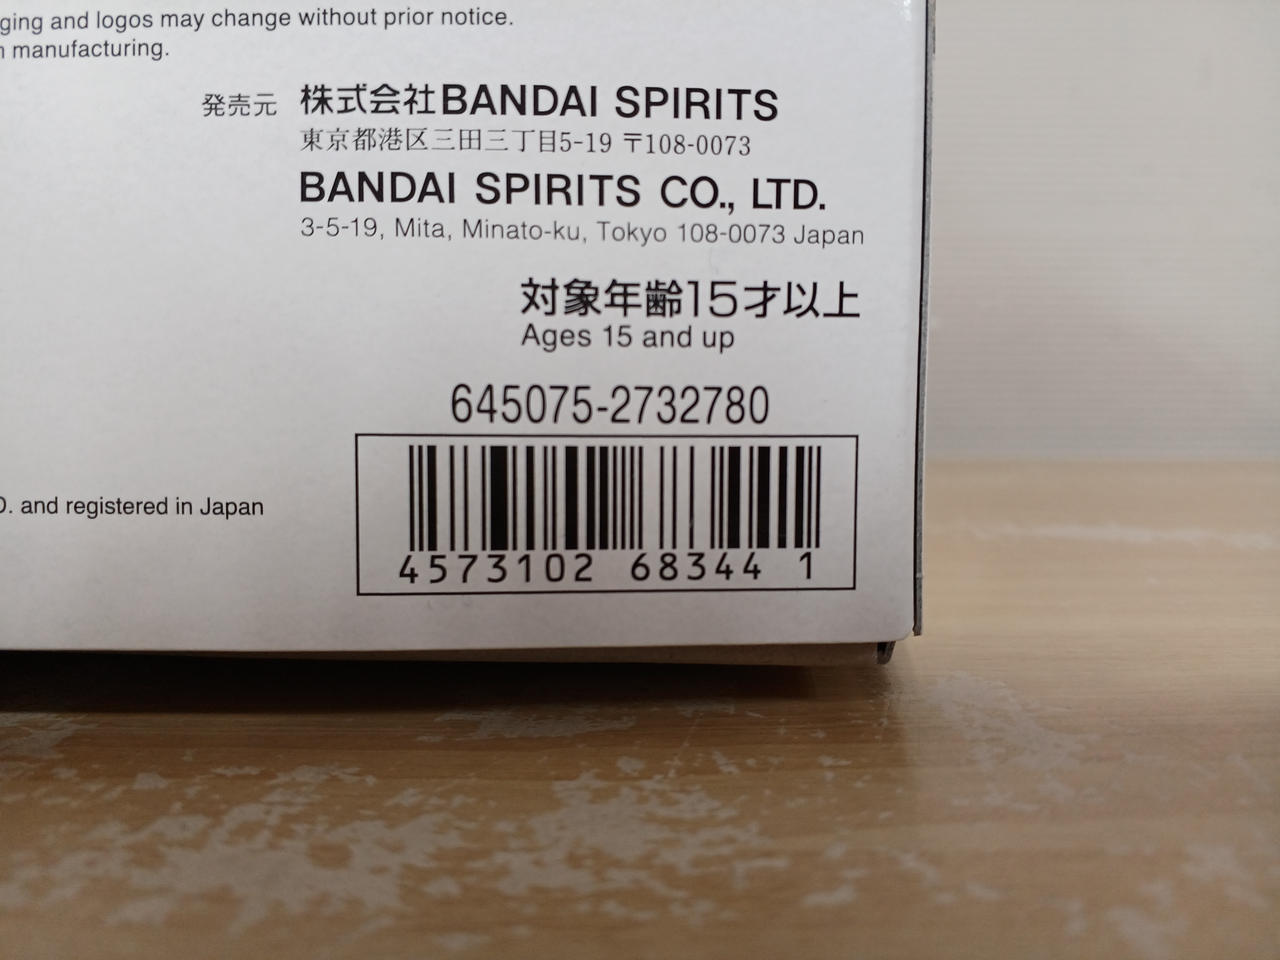 ging and logos may change without prior notice.
manufacturing.
発売元 株式会社BANDAI SPIRITS
東京都港区三田三丁目5-19 〒108-0073
BANDAI SPIRITS CO., LTD.
3-5-19, Mita, Minato-ku, Tokyo 108-0073 Japan
対象年齢15才以上
Ages 15 and up
645075-2732780
D. and registered in Japan
4573102 68344 1